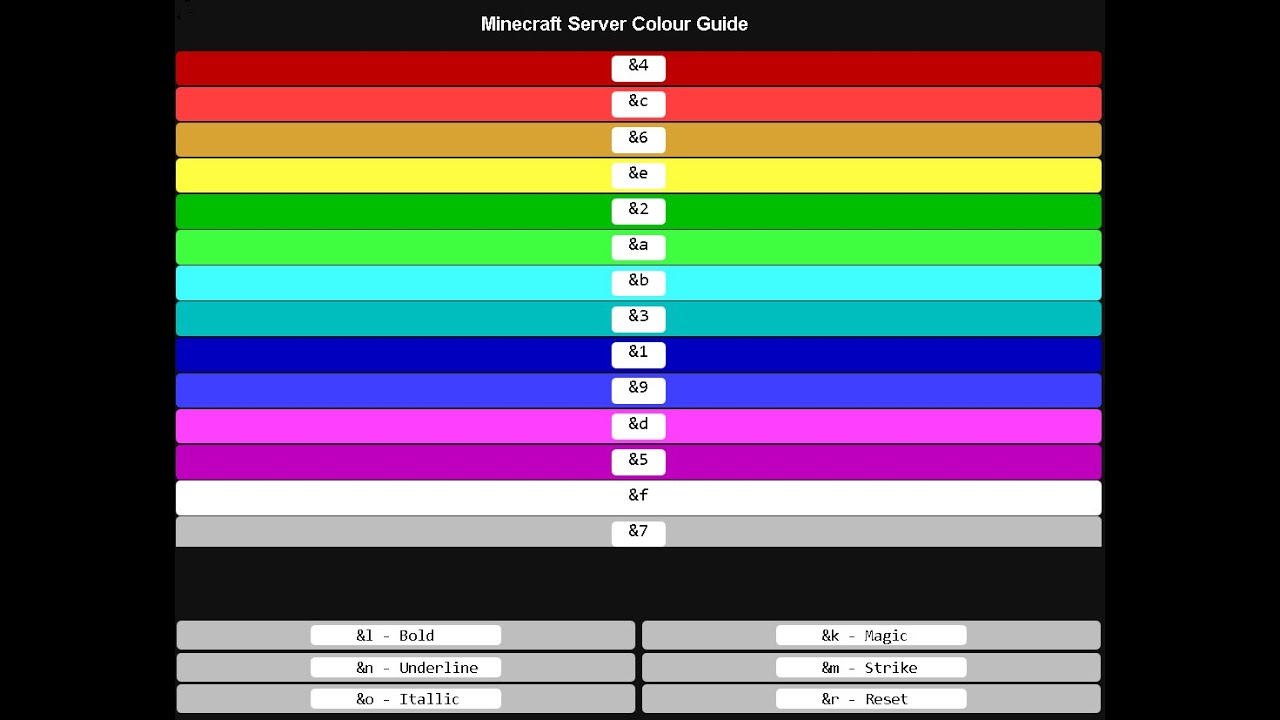 Minecraft Server Colour Guide
&4
&c
&6
&e
&2
&a
&b
&3
&1
&9
&d
&5
&f
&7
&l - Bold
&k - Magic
&n - Underline
&m - Strike
&o - Itallic
&r - Reset